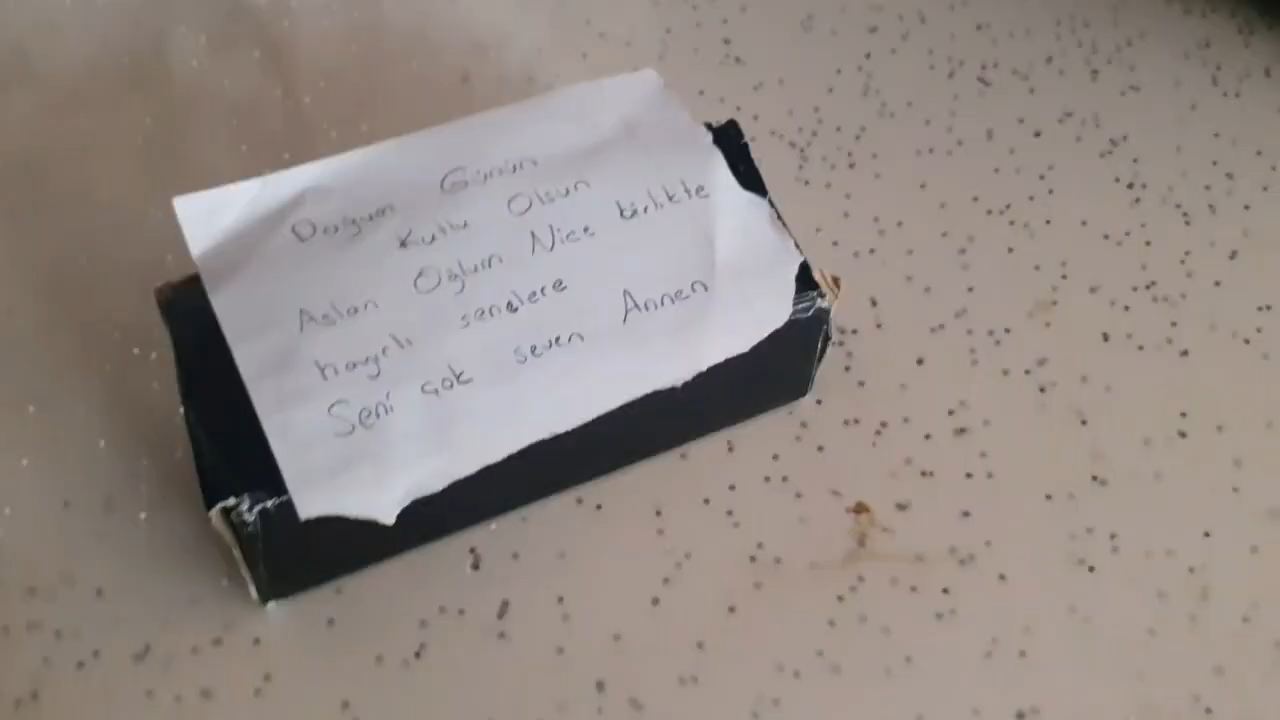 Doğum Günün
Kutlu Olsun
Aslan Oğlum Nice birlikte
hayırlı senelere
Seni çok seven Annen